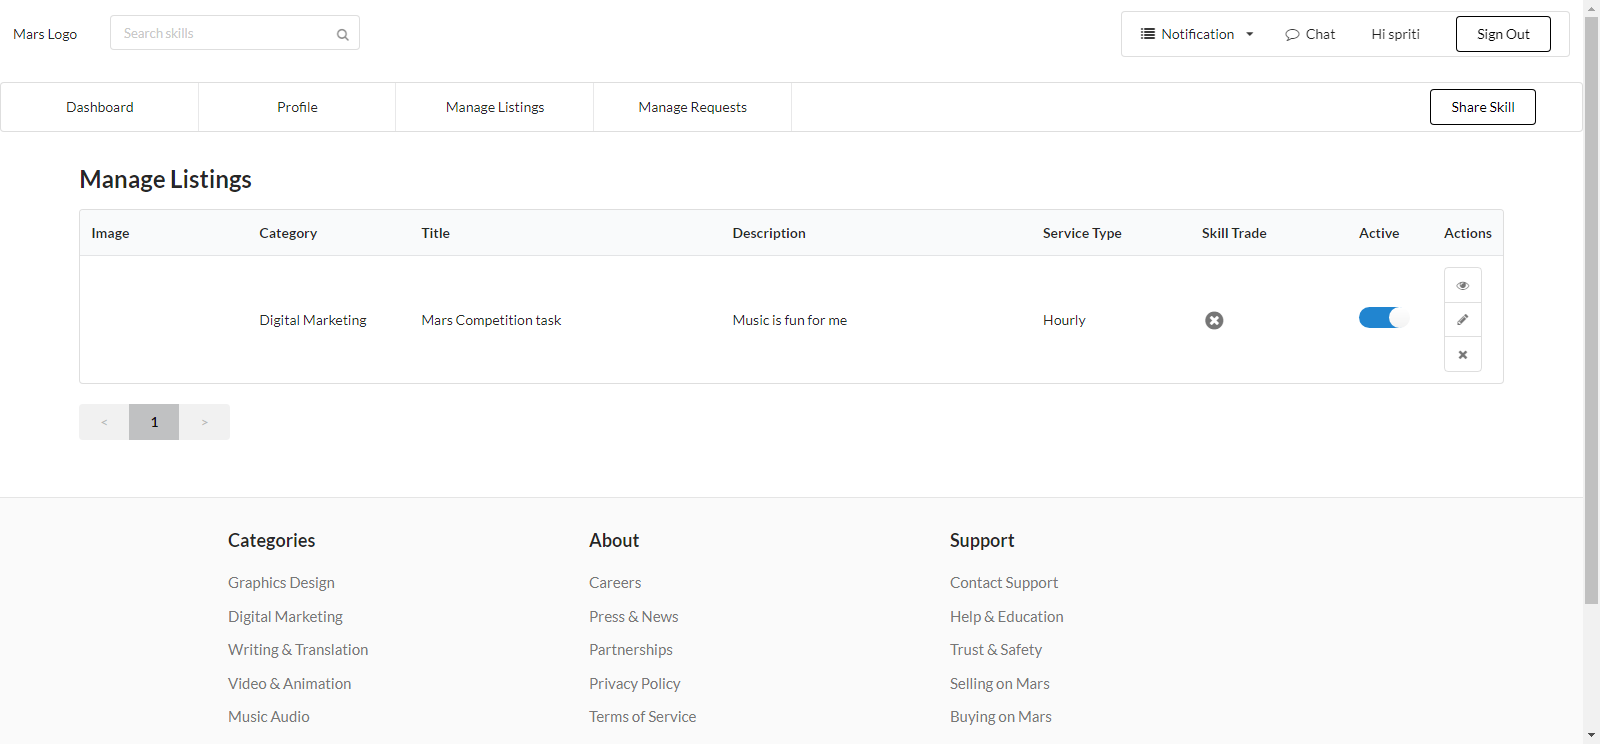 Mars Logo
Search skills
Notification
Chat
Hi spriti
Sign Out
Dashboard
Profile
Manage Listings
Manage Requests
Share Skill
Manage Listings
Image Category Title Description Service Type Skill Trade Active Actions
Digital Marketing Mars Competition task Music is fun for me Hourly
< 1 >
Categories
Graphics Design
Digital Marketing
Writing & Translation
Video & Animation
Music Audio
About
Careers
Press & News
Partnerships
Privacy Policy
Terms of Service
Support
Contact Support
Help & Education
Trust & Safety
Selling on Mars
Buying on Mars